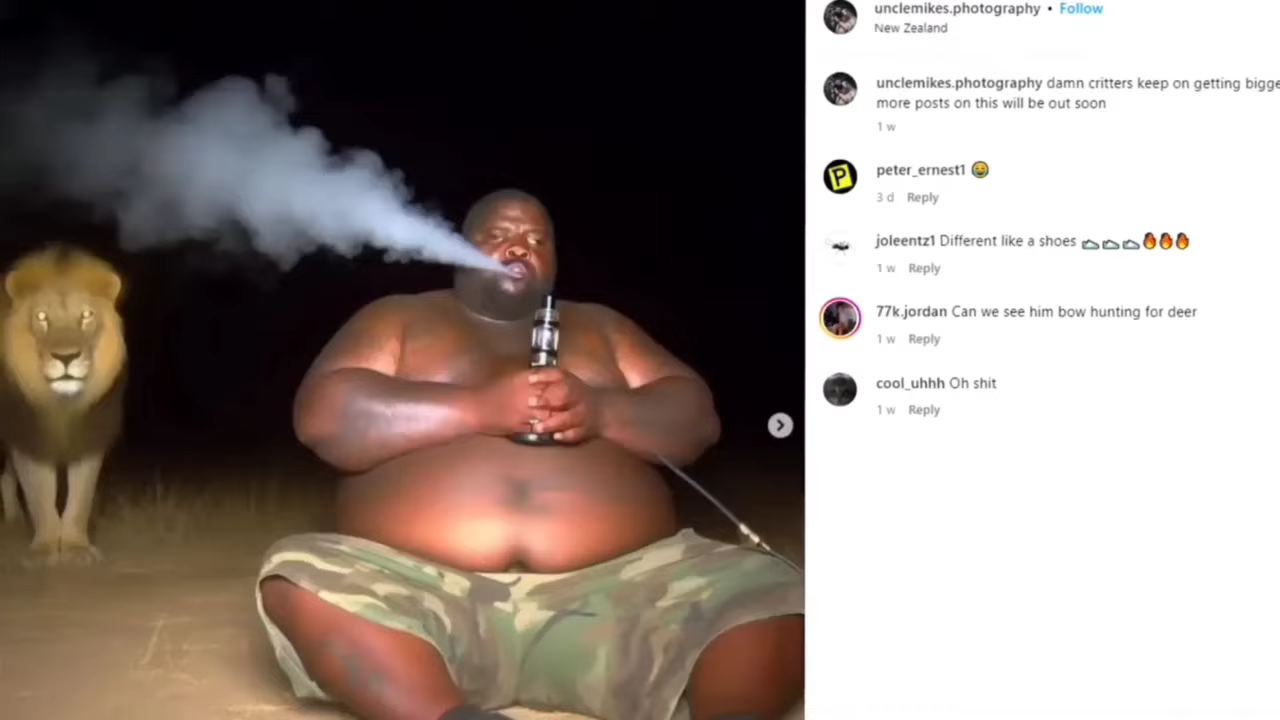 unclemikes.photography • Follow
New Zealand
unclemikes.photography damn critters keep on getting bigge
more posts on this will be out soon
1 w
peter_ernest1 😂
3 d Reply
joleentz1 Different like a shoes 👟👟👟🔥🔥🔥
1 w Reply
77k.jordan Can we see him bow hunting for deer
1 w Reply
cool_uhhh Oh shit
1 w Reply
P